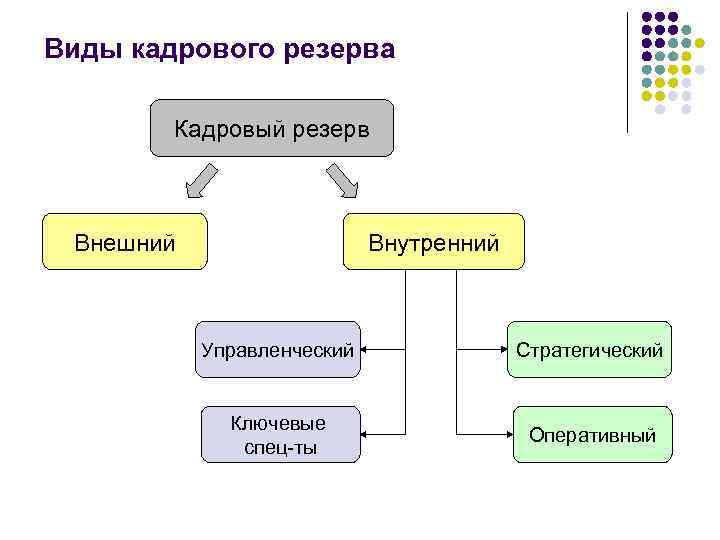 Виды кадрового резерва
Кадровый резерв
Внешний
Внутренний
Управленческий
Стратегический
Ключевые
спец-ты
Оперативный